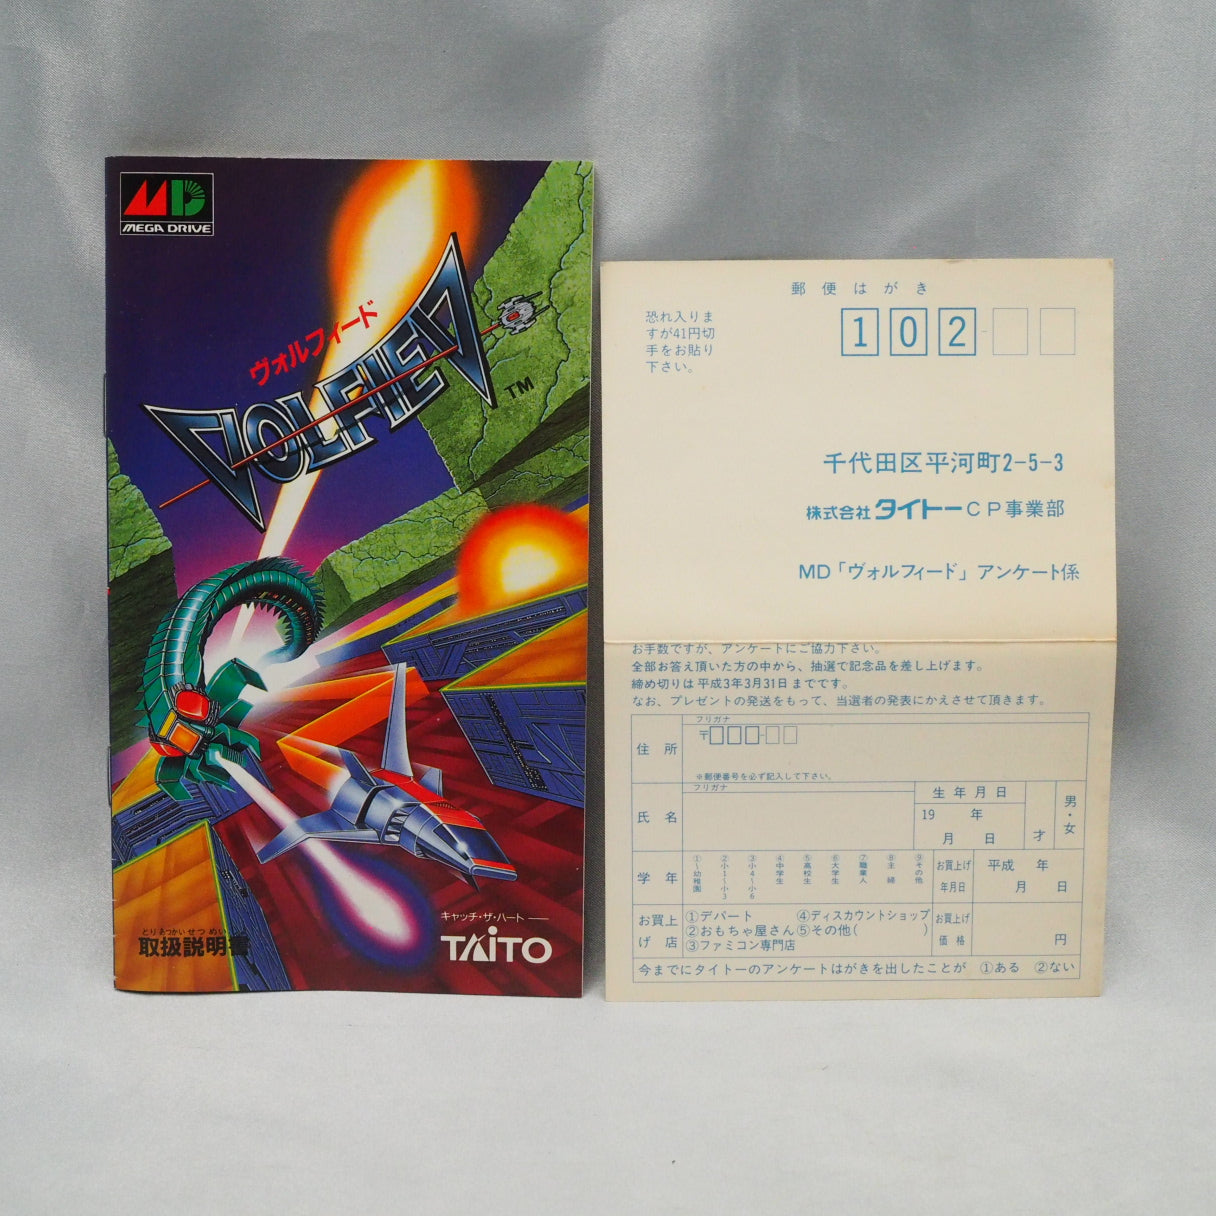 MEGA DRIVE
ヴォルフィード
VOLFIED
TM
キャッチ・ザ・ハート
TAITO
とりあつかいせつめい
取扱説明書
郵便はがき
恐れ入りま
すが41円切
手をお貼り
下さい。
102-
千代田区平河町2-5-3
株式会社タイトーCP事業部
MD「ヴォルフィード」アンケート係
お手数ですが、アンケートにご協力下さい。
全部お答え頂いた方の中から、抽選で記念品を差し上げます。
締め切りは平成3年3月31日までです。
なお、プレゼントの発送をもって、当選者の発表にかえさせて頂きます。
住所
フリガナ
〒
※郵便番号を必ず記入して下さい。
氏名
フリガナ
生年月日
19 年
月 日
才
男・女
学年
①〜幼稚園
②小1〜小3
③小4〜小6
④中学生
⑤高校生
⑥大学生
⑦職業人
⑧主婦
⑨その他
お買上げ
年月日
平成 年
月 日
お買上
げ店
①デパート ④ディスカウントショップ
②おもちゃ屋さん⑤その他( )
③ファミコン専門店
お買上げ
価格
円
今までにタイトーのアンケートはがきを出したことが ①ある ②ない